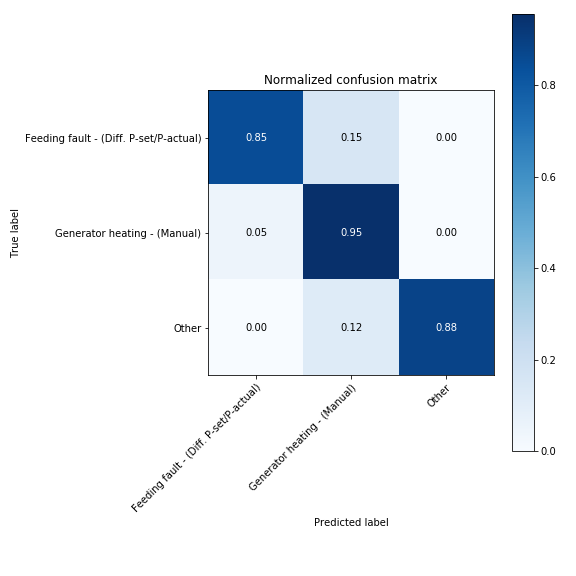 Normalized confusion matrix
True label
Feeding fault - (Diff. P-set/P-actual)
0.85 0.15 0.00
Generator heating - (Manual)
0.05 0.95 0.00
Other
0.00 0.12 0.88
Feeding fault - (Diff. P-set/P-actual)
Generator heating - (Manual)
Other
Predicted label
0.8
0.6
0.4
0.2
0.0